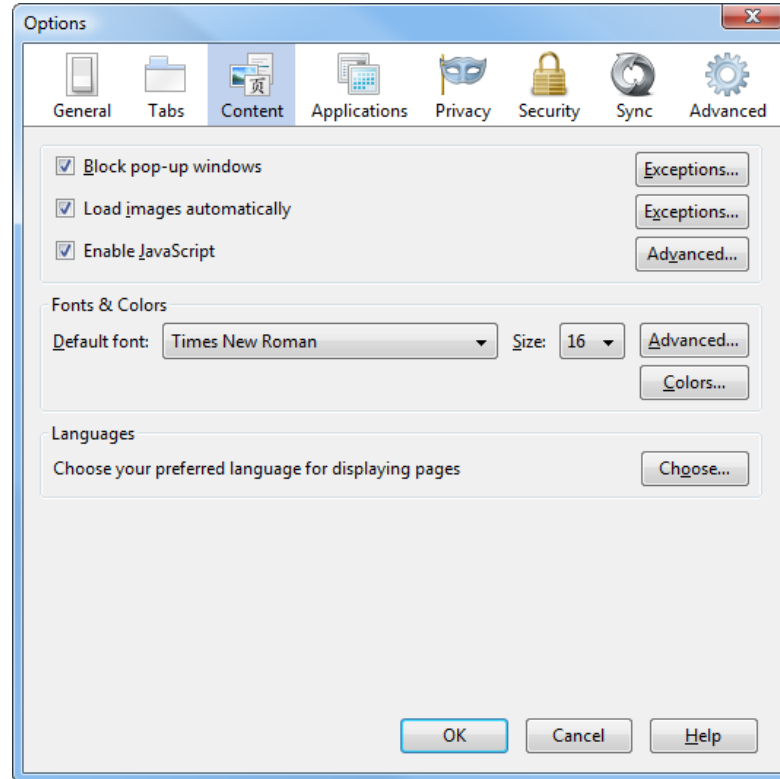 Options
General Tabs Content Applications Privacy Security Sync Advanced
页
Block pop-up windows Exceptions...
Load images automatically Exceptions...
Enable JavaScript Advanced...
Fonts & Colors
Default font: Times New Roman Size: 16 Advanced...
Colors...
Languages
Choose your preferred language for displaying pages Choose...
OK Cancel Help